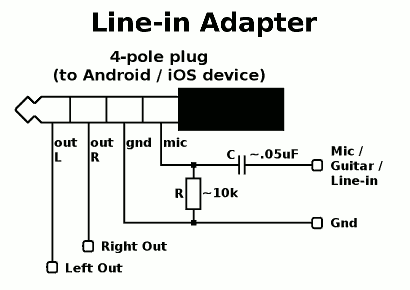 Line-in Adapter
4-pole plug
(to Android / iOS device)
out
L
out
R
gnd
mic
C ~.05uF
Mic /
Guitar /
Line-in
R ~10k
Gnd
Right Out
Left Out